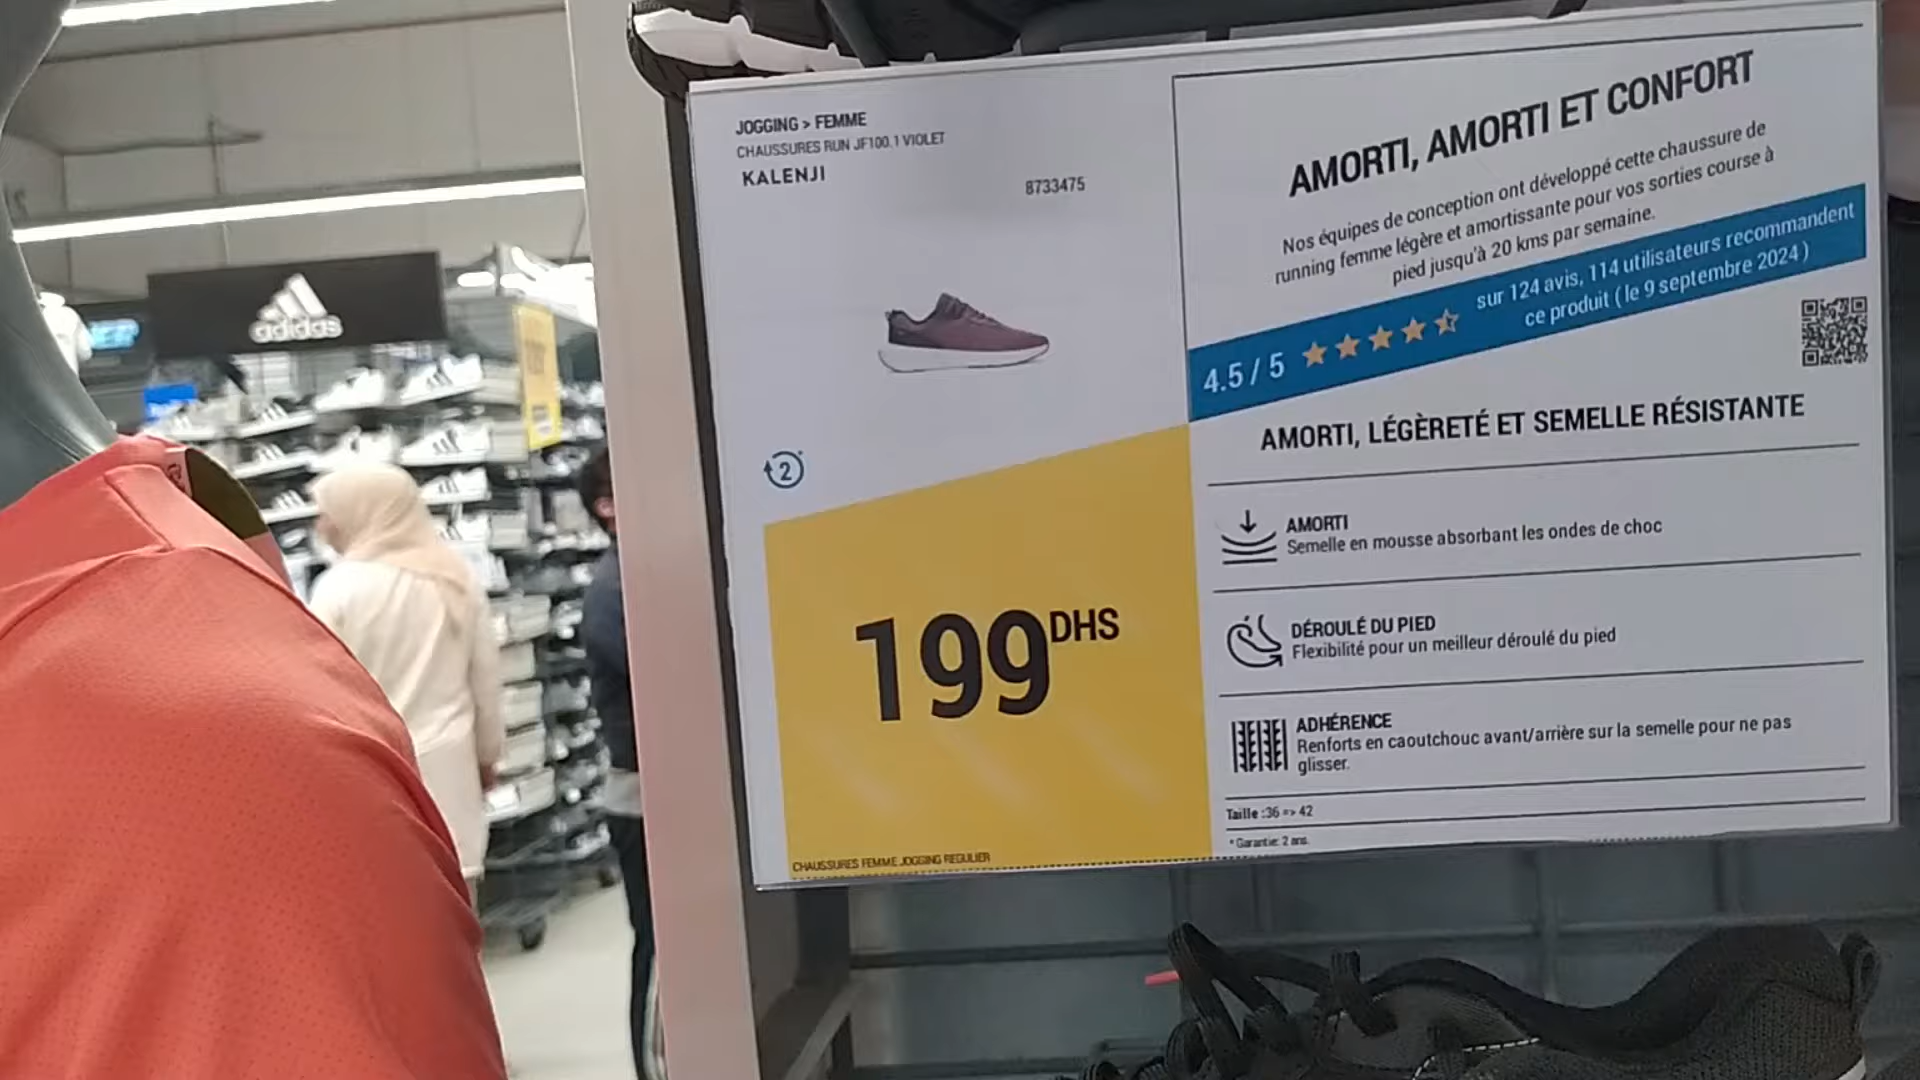 adidas
JOGGING > FEMME
CHAUSSURES RUN JF100.1 VIOLET
KALENJI
8733475
2
199 DHS
CHAUSSURES FEMME JOGGING REGULIER
AMORTI, AMORTI ET CONFORT
Nos équipes de conception ont développé cette chaussure de
running femme légère et amortissante pour vos sorties course à
pied jusqu'à 20 kms par semaine.
4.5 / 5
sur 124 avis, 114 utilisateurs recommandent
ce produit ( le 9 septembre 2024 )
AMORTI, LÉGÈRETÉ ET SEMELLE RÉSISTANTE
AMORTI
Semelle en mousse absorbant les ondes de choc
DÉROULÉ DU PIED
Flexibilité pour un meilleur déroulé du pied
ADHÉRENCE
Renforts en caoutchouc avant/arrière sur la semelle pour ne pas
glisser.
Taille :36 => 42
* Garantie: 2 ans.